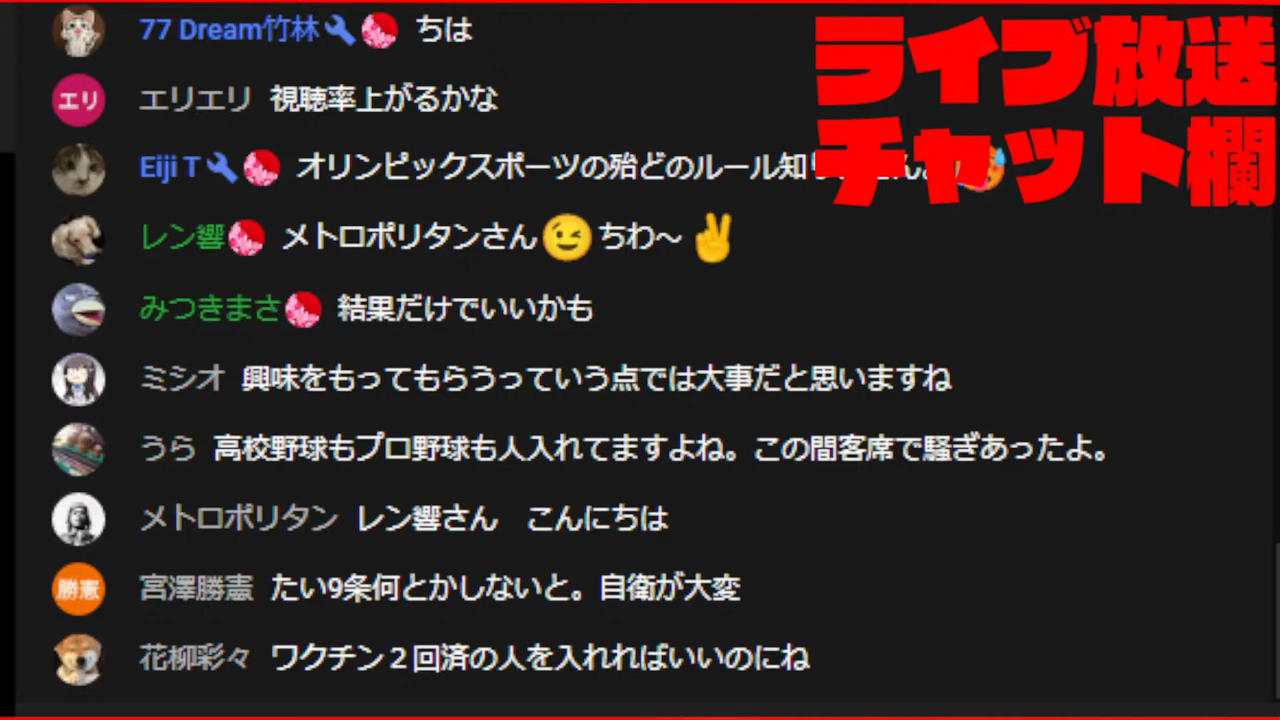 ライブ放送
チャット欄
77 Dream竹林 ちは
エリ エリエリ 視聴率上がるかな
Eiji T オリンピックスポーツの殆どのルール知
レン響 メトロポリタンさん😉ちわ〜✌
みつきまさ 結果だけでいいかも
ミシオ 興味をもってもらうっていう点では大事だと思いますね
うら 高校野球もプロ野球も人入れてますよね。この間客席で騒ぎあったよ。
メトロポリタン レン響さん　こんにちは
勝憲 宮澤勝憲 たい9条何とかしないと。自衛が大変
花柳彩々 ワクチン２回済の人を入れればいいのにね